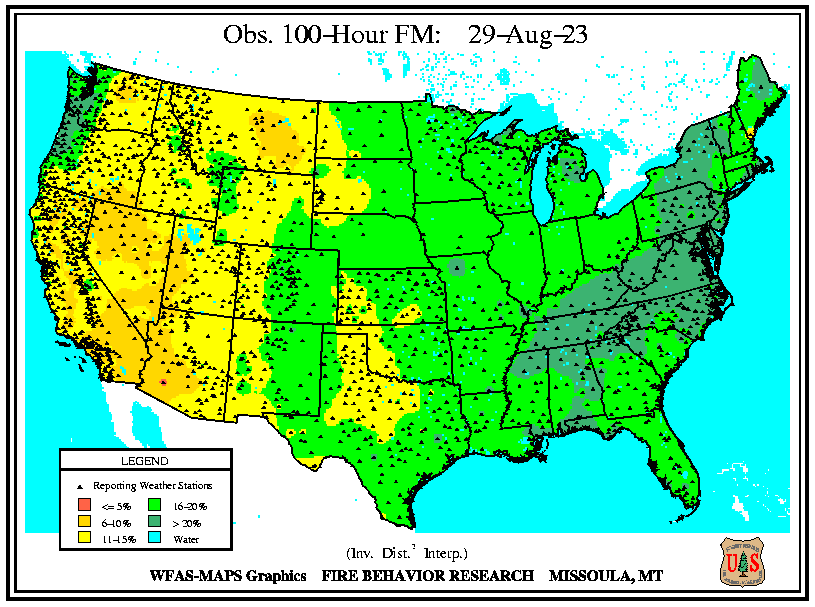 Obs. 100-Hour FM: 29-Aug-23
LEGEND
Reporting Weather Stations
<= 5% 16-20%
6-10% > 20%
11-15% Water
(Inv. Dist.² Interp.)
WFAS-MAPS Graphics FIRE BEHAVIOR RESEARCH MISSOULA, MT
U S